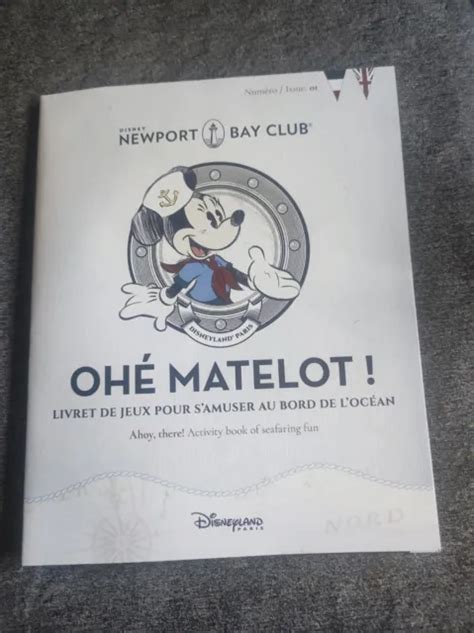 Numéro / Issue: 01
DISNEY
NEWPORT BAY CLUB®
DISNEYLAND® PARIS
OHÉ MATELOT !
LIVRET DE JEUX POUR S'AMUSER AU BORD DE L'OCÉAN
Ahoy, there! Activity book of seafaring fun
DISNEYLAND
PARIS
NORD